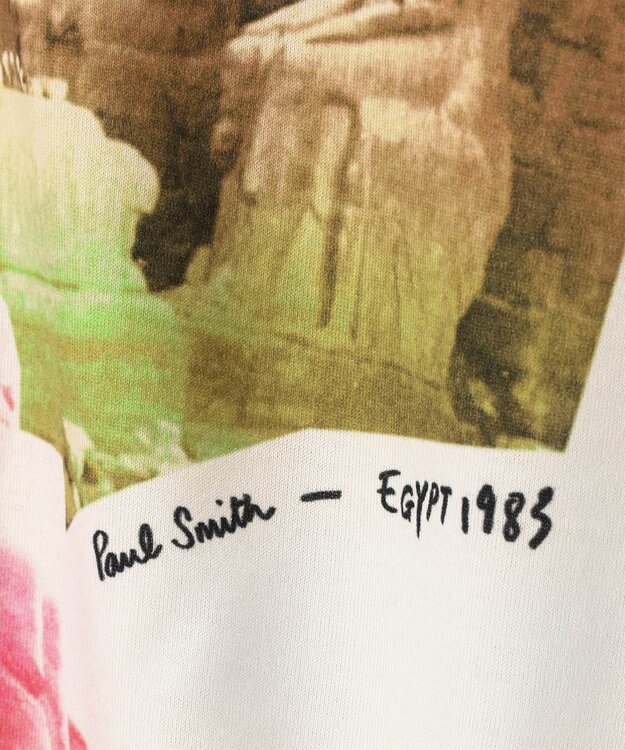 Paul Smith — EGYPT 1983